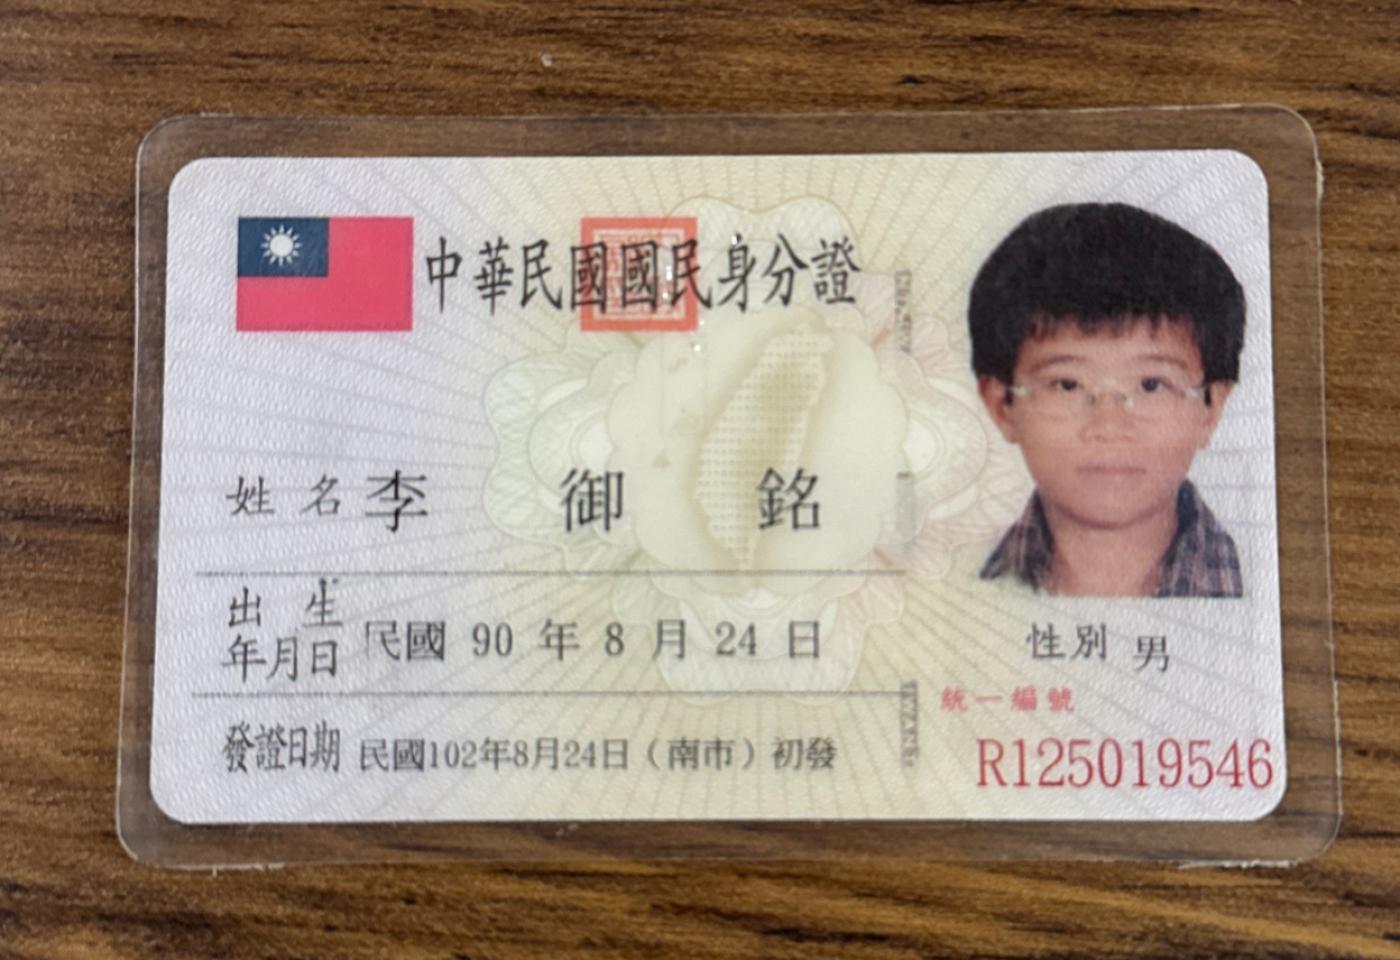 中華民國國民身分證
姓名 李御銘
出生年月日 民國 90 年 8 月 24 日
性別 男
發證日期 民國102年8月24日（南市）初發
統一編號
R125019546